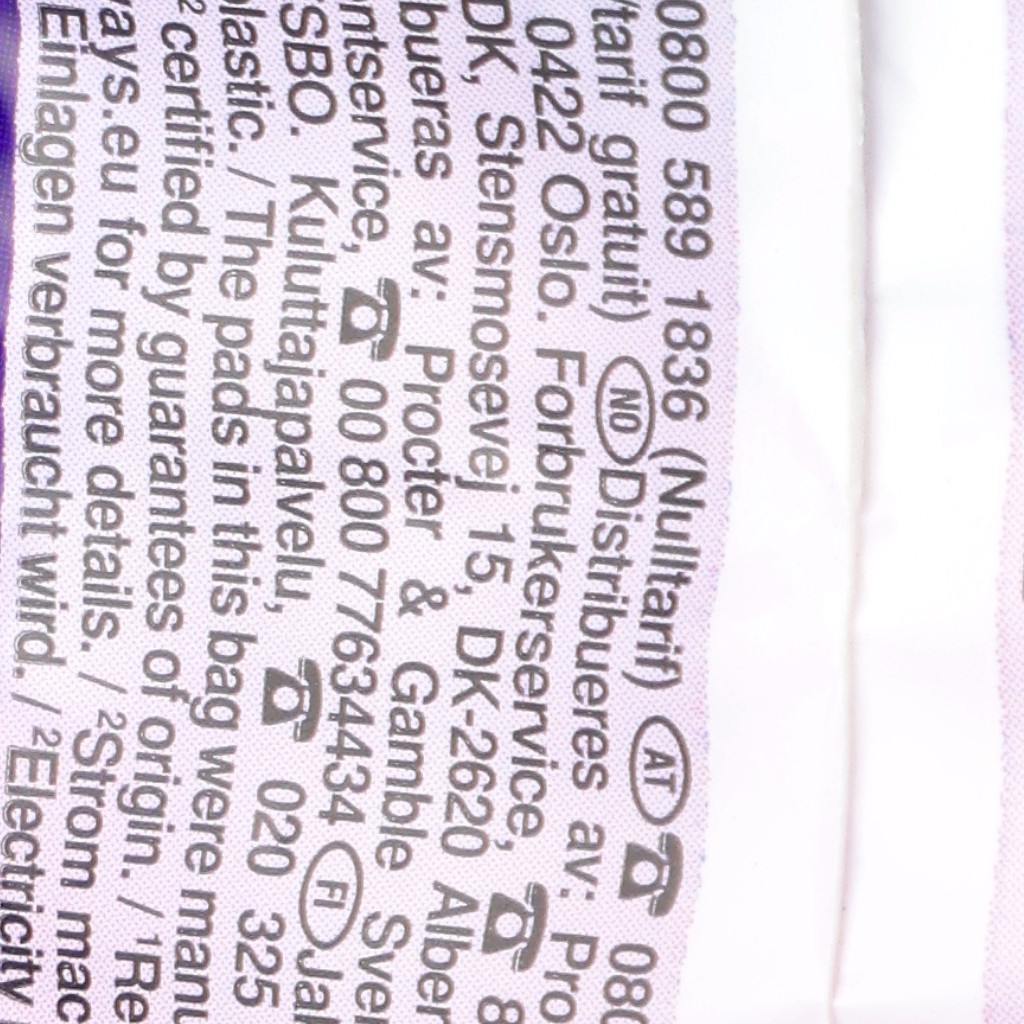 0800 589 1836 (Nulltarif) AT ☎ 080
tarif gratuit) NO Distribueres av: Pro
0422 Oslo. Forbrukerservice, ☎ 8
DK, Stensmosevej 15, DK-2620 Alber
bueras av: Procter & Gamble Sver
ntservice, ☎ 00 800 77634434 FI Jal
SBO. Kuluttajapalvelu, ☎ 020 325
plastic. / The pads in this bag were manu
² certified by guarantees of origin. / ¹Re
ays.eu for more details. / ²Strom mac
Einlagen verbraucht wird. / ²Electricity